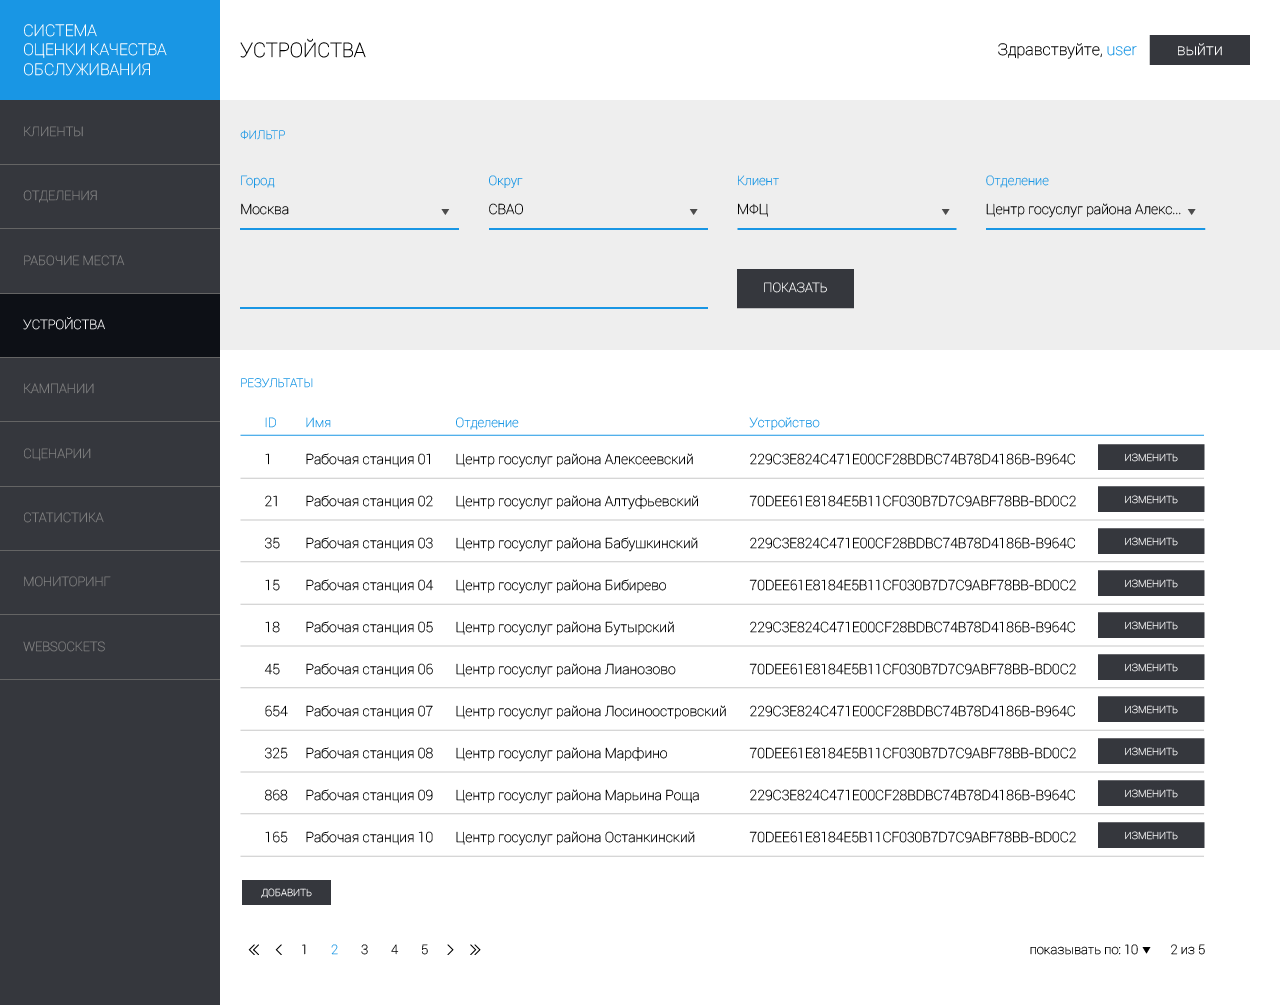 СИСТЕМА
ОЦЕНКИ КАЧЕСТВА
ОБСЛУЖИВАНИЯ
КЛИЕНТЫ
ОТДЕЛЕНИЯ
РАБОЧИЕ МЕСТА
УСТРОЙСТВА
КАМПАНИИ
СЦЕНАРИИ
СТАТИСТИКА
МОНИТОРИНГ
WEBSOCKETS
УСТРОЙСТВА
Здравствуйте, user ВЫЙТИ
ФИЛЬТР
Город Округ Клиент Отделение
Москва СВАО МФЦ Центр госуслуг района Алекс...
ПОКАЗАТЬ
РЕЗУЛЬТАТЫ
ID Имя Отделение Устройство
1 Рабочая станция 01 Центр госуслуг района Алексеевский 229C3E824C471E00CF28BDBC74B78D4186B-B964C ИЗМЕНИТЬ
21 Рабочая станция 02 Центр госуслуг района Алтуфьевский 70DEE61E8184E5B11CF030B7D7C9ABF78BB-BD0C2 ИЗМЕНИТЬ
35 Рабочая станция 03 Центр госуслуг района Бабушкинский 229C3E824C471E00CF28BDBC74B78D4186B-B964C ИЗМЕНИТЬ
15 Рабочая станция 04 Центр госуслуг района Бибирево 70DEE61E8184E5B11CF030B7D7C9ABF78BB-BD0C2 ИЗМЕНИТЬ
18 Рабочая станция 05 Центр госуслуг района Бутырский 229C3E824C471E00CF28BDBC74B78D4186B-B964C ИЗМЕНИТЬ
45 Рабочая станция 06 Центр госуслуг района Лианозово 70DEE61E8184E5B11CF030B7D7C9ABF78BB-BD0C2 ИЗМЕНИТЬ
654 Рабочая станция 07 Центр госуслуг района Лосиноостровский 229C3E824C471E00CF28BDBC74B78D4186B-B964C ИЗМЕНИТЬ
325 Рабочая станция 08 Центр госуслуг района Марфино 70DEE61E8184E5B11CF030B7D7C9ABF78BB-BD0C2 ИЗМЕНИТЬ
868 Рабочая станция 09 Центр госуслуг района Марьина Роща 229C3E824C471E00CF28BDBC74B78D4186B-B964C ИЗМЕНИТЬ
165 Рабочая станция 10 Центр госуслуг района Останкинский 70DEE61E8184E5B11CF030B7D7C9ABF78BB-BD0C2 ИЗМЕНИТЬ
ДОБАВИТЬ
1 2 3 4 5 показывать по: 10 2 из 5